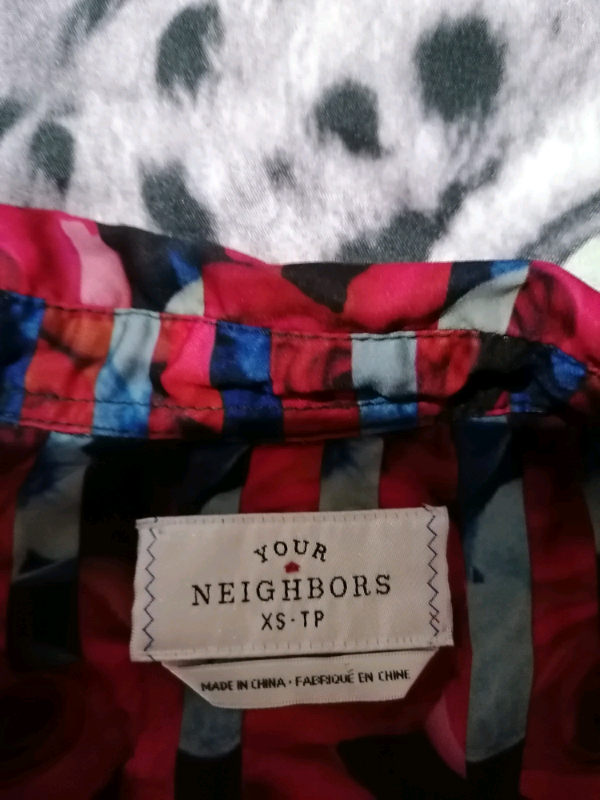 YOUR
NEIGHBORS
XS-TP
MADE IN CHINA · FABRIQUÉ EN CHINE